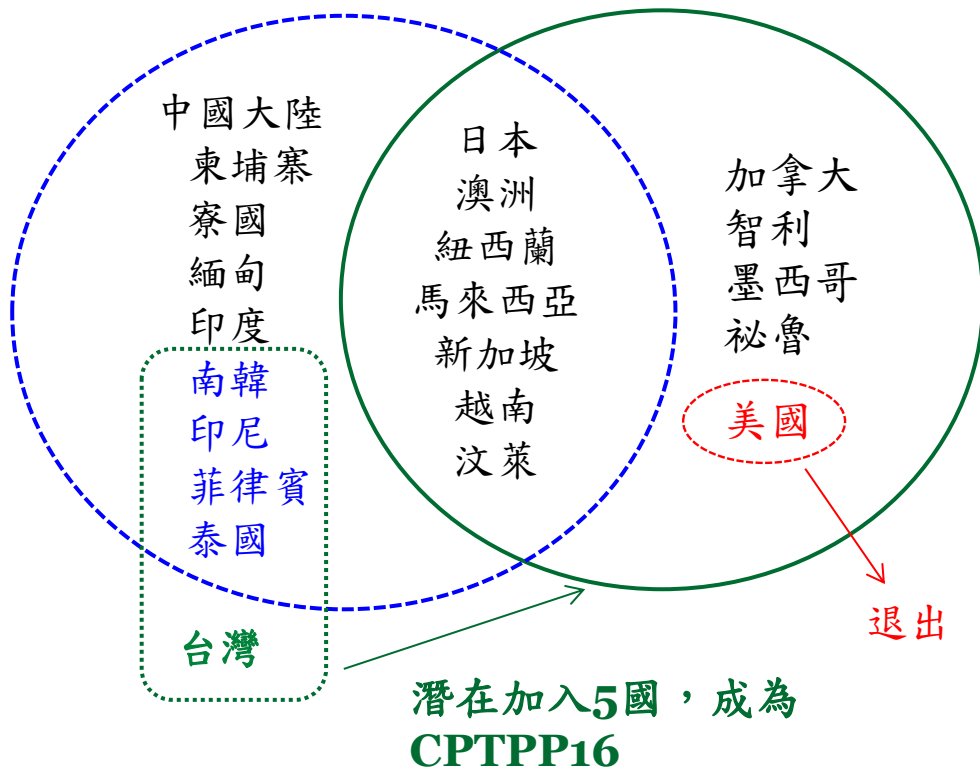 中國大陸
柬埔寨
寮國
緬甸
印度
南韓
印尼
菲律賓
泰國
台灣
日本
澳洲
紐西蘭
馬來西亞
新加坡
越南
汶萊
加拿大
智利
墨西哥
祕魯
美國
退出
潛在加入5國，成為
CPTPP16